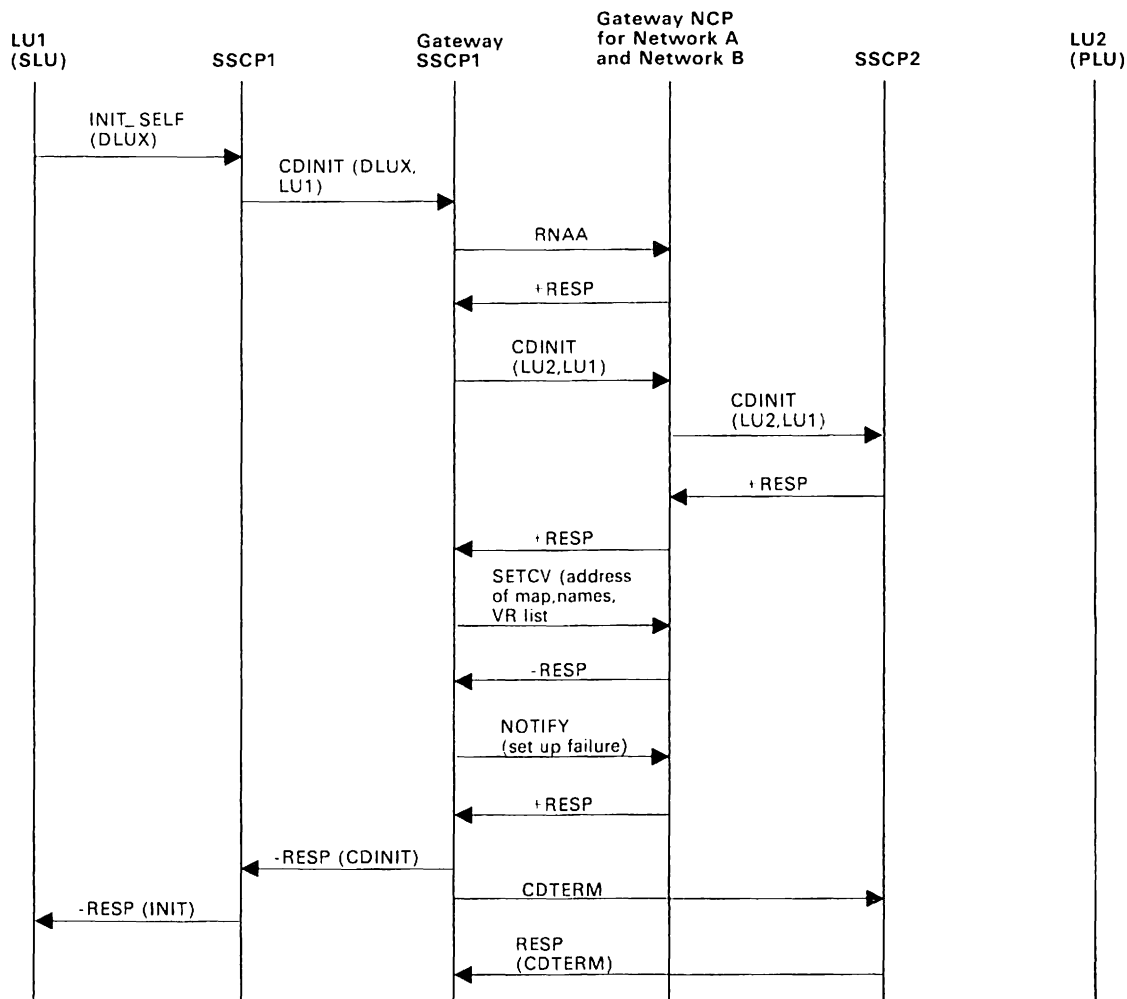 LU1
(SLU)
SSCP1
Gateway
SSCP1
Gateway NCP
for Network A
and Network B
SSCP2
LU2
(PLU)
INIT_SELF
(DLUX)
CDINIT (DLUX,
LU1)
RNAA
+RESP
CDINIT
(LU2,LU1)
CDINIT
(LU2,LU1)
+RESP
+RESP
SETCV (address
of map,names,
VR list
-RESP
NOTIFY
(set up failure)
+RESP
-RESP (CDINIT)
CDTERM
-RESP (INIT)
RESP
(CDTERM)